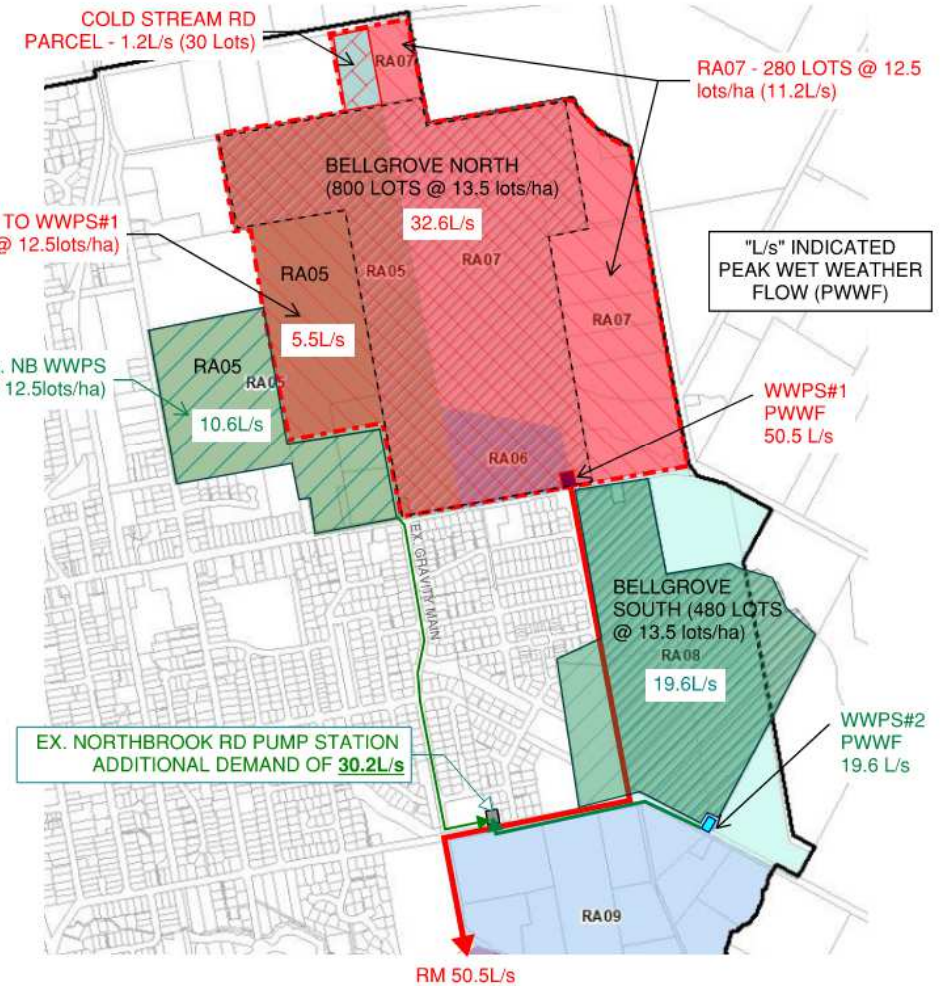 COLD STREAM RD
PARCEL - 1.2L/s (30 Lots)
RA07
RA07 - 280 LOTS @ 12.5
lots/ha (11.2L/s)
BELLGROVE NORTH
(800 LOTS @ 13.5 lots/ha)
32.6L/s
TO WWPS#1
@ 12.5lots/ha)
RA05
RA05
RA07
"L/s" INDICATED
PEAK WET WEATHER
FLOW (PWWF)
5.5L/s
RA07
. NB WWPS
12.5lots/ha)
RA05
RA05
10.6L/s
WWPS#1
PWWF
50.5 L/s
RA06
EX. GRAVITY MAIN
BELLGROVE
SOUTH (480 LOTS
@ 13.5 lots/ha)
RA08
19.6L/s
WWPS#2
PWWF
19.6 L/s
EX. NORTHBROOK RD PUMP STATION
ADDITIONAL DEMAND OF 30.2L/s
RA09
RM 50.5L/s